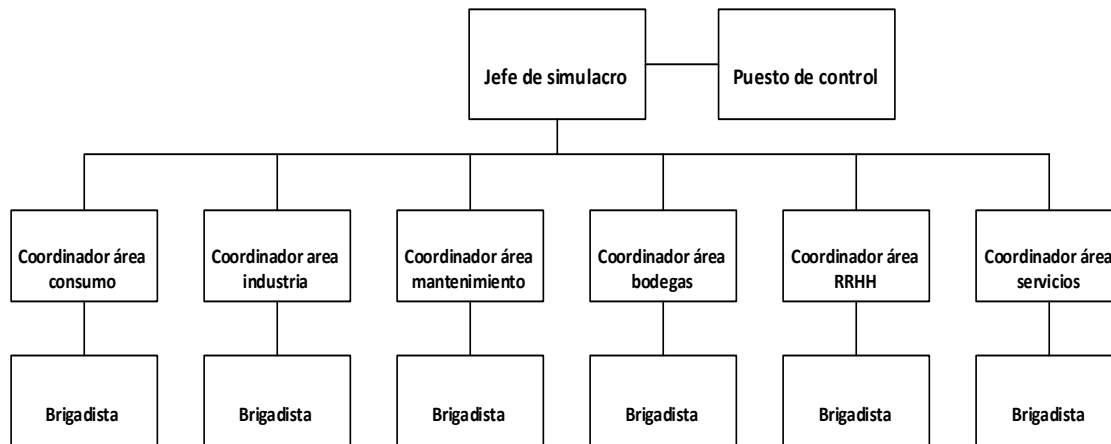 Jefe de simulacro
Puesto de control
Coordinador área
consumo
Coordinador area
industria
Coordinador área
mantenimiento
Coordinador área
bodegas
Coordinador área
RRHH
Coordinador área
servicios
Brigadista
Brigadista
Brigadista
Brigadista
Brigadista
Brigadista